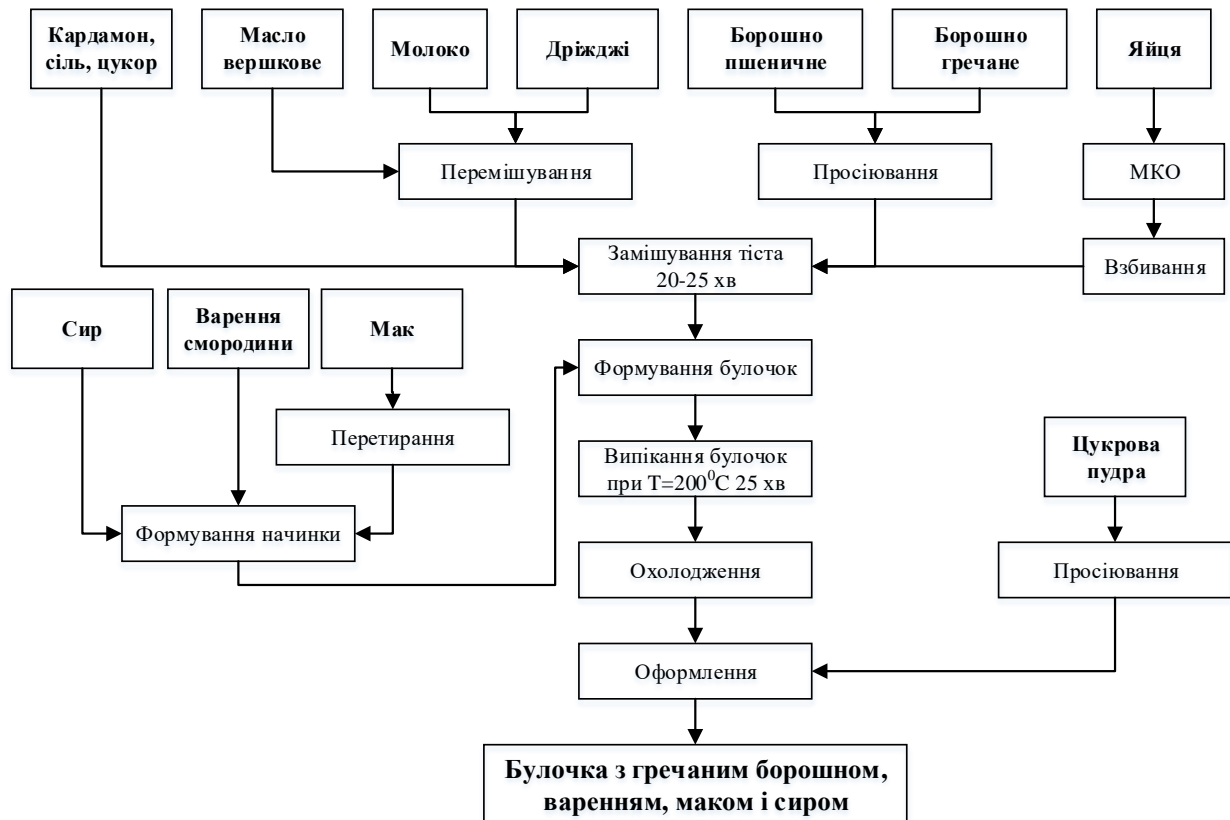 Кардамон,
сіль, цукор
Масло
вершкове
Молоко
Дріжджі
Борошно
пшеничне
Борошно
гречане
Яйця
Перемішування
Просіювання
МКО
Замішування тіста
20-25 хв
Взбивання
Сир
Варення
смородини
Мак
Формування булочок
Перетирання
Цукрова
пудра
Випікання булочок
при Т=200⁰С 25 хв
Формування начинки
Охолодження
Просіювання
Оформлення
Булочка з гречаним борошном,
варенням, маком і сиром